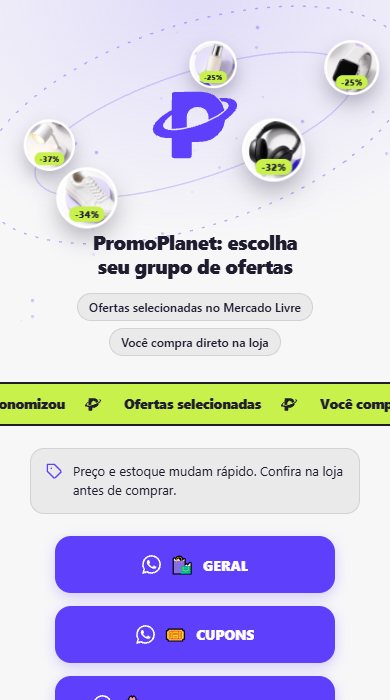 -25%
-25%
-37%
-32%
-34%
PromoPlanet: escolha
seu grupo de ofertas
Ofertas selecionadas no Mercado Livre
Você compra direto na loja
onomizou Ofertas selecionadas Você comp
Preço e estoque mudam rápido. Confira na loja
antes de comprar.
GERAL
CUPONS